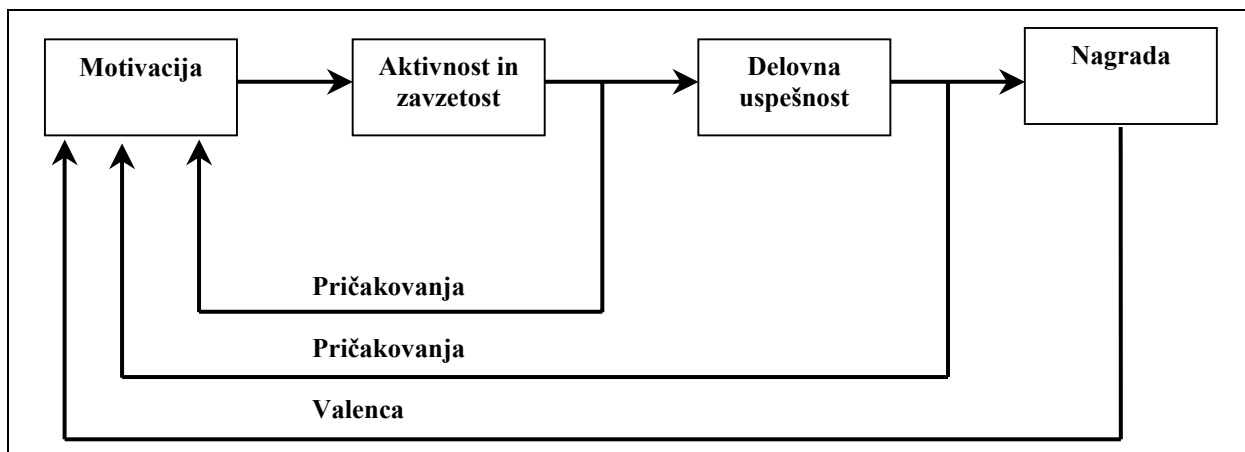 Motivacija
Aktivnost in
zavzetost
Delovna
uspešnost
Nagrada
Pričakovanja
Pričakovanja
Valenca